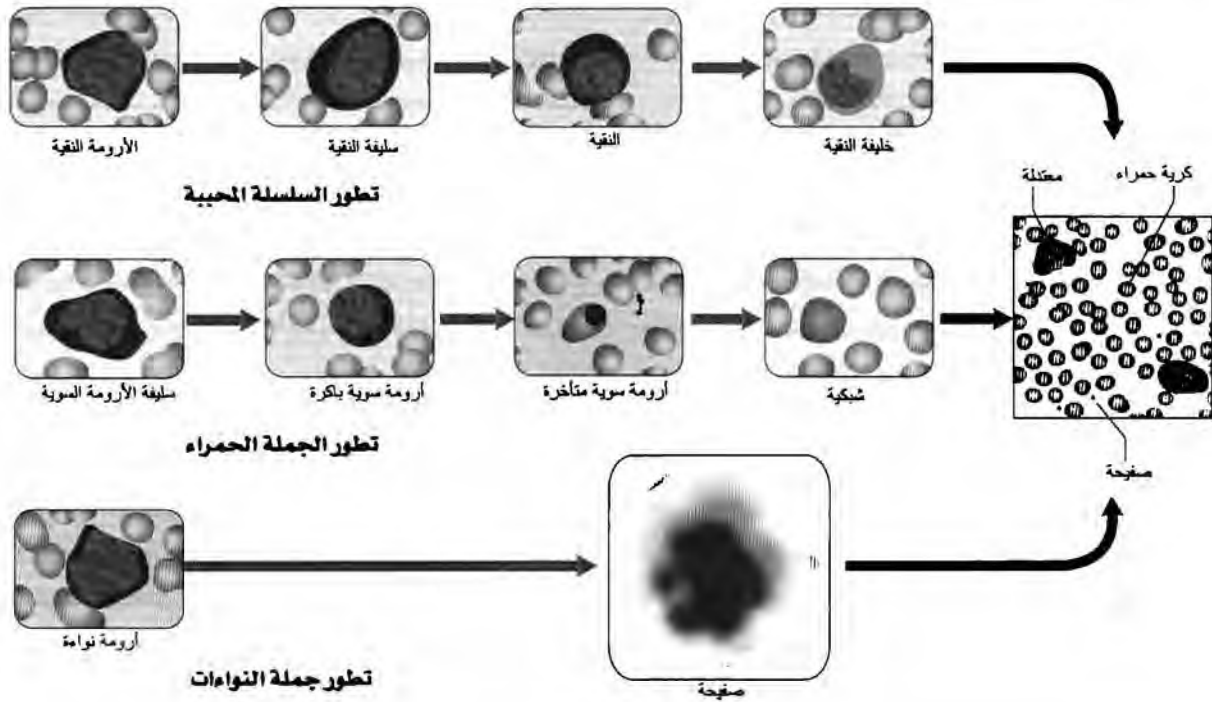 الأرومة النقية
سليفة النقية
النقية
خليفة النقية
تطور السلسلة المحببة
معتدلة
كرية حمراء
سليفة الأرومة السوية
أرومة سوية باكرة
أرومة سوية متأخرة
شبكية
تطور الجملة الحمراء
صفيحة
أرومة نواءة
تطور جملة النواءات
صفيحة